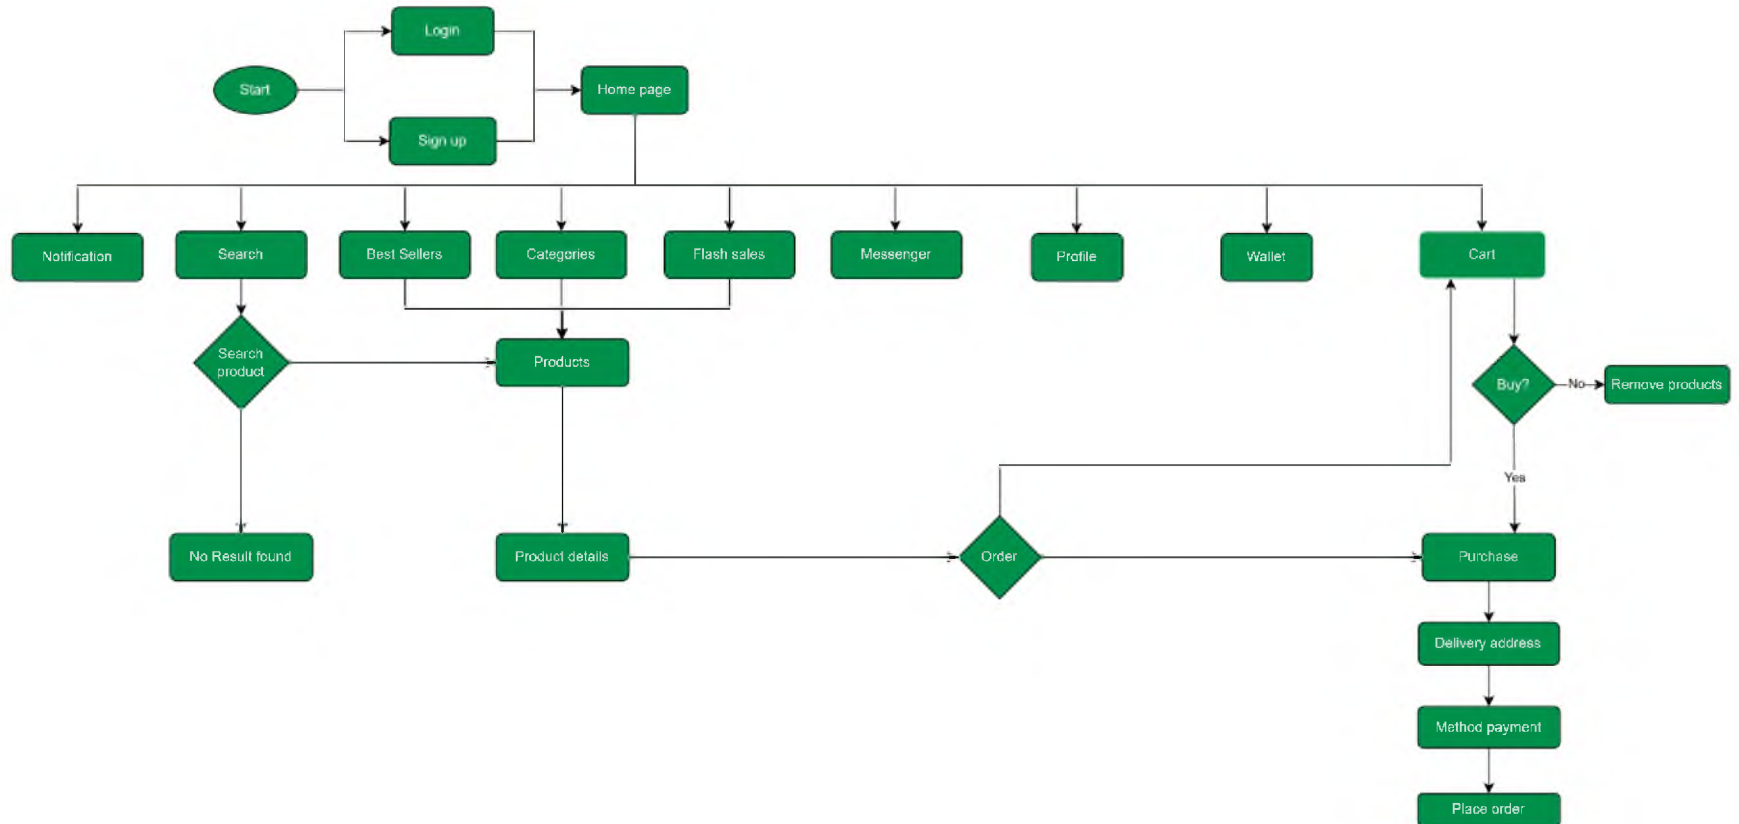 Login
Start
Home page
Sign up
Notification
Search
Best Sellers
Categories
Flash sales
Messenger
Profile
Wallet
Cart
Search
product
Products
Buy?
No
Remove products
Yes
No Result found
Product details
Order
Purchase
Delivery address
Method payment
Place order